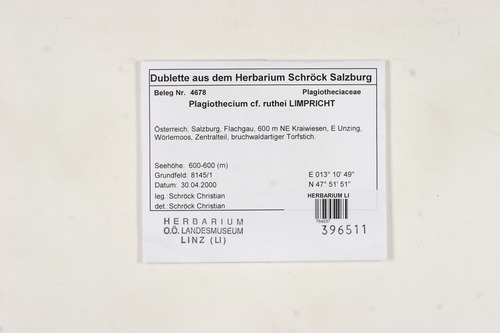 Dublette aus dem Herbarium Schröck Salzburg
Beleg Nr. 4678 Plagiotheciaceae
Plagiothecium cf. ruthei LIMPRICHT
Österreich, Salzburg, Flachgau, 600 m NE Kraiwiesen, E Unzing,
Wörlemoos, Zentralteil, bruchwaldartiger Torfstich.
Seehöhe: 600-600 (m)
Grundfeld: 8145/1 E 013° 10' 49"
Datum: 30.04.2000 N 47° 51' 51"
leg.: Schröck Christian HERBARIUM LI
det.: Schröck Christian
HERBARIUM
O.Ö. LANDESMUSEUM
LINZ (LI)
396511